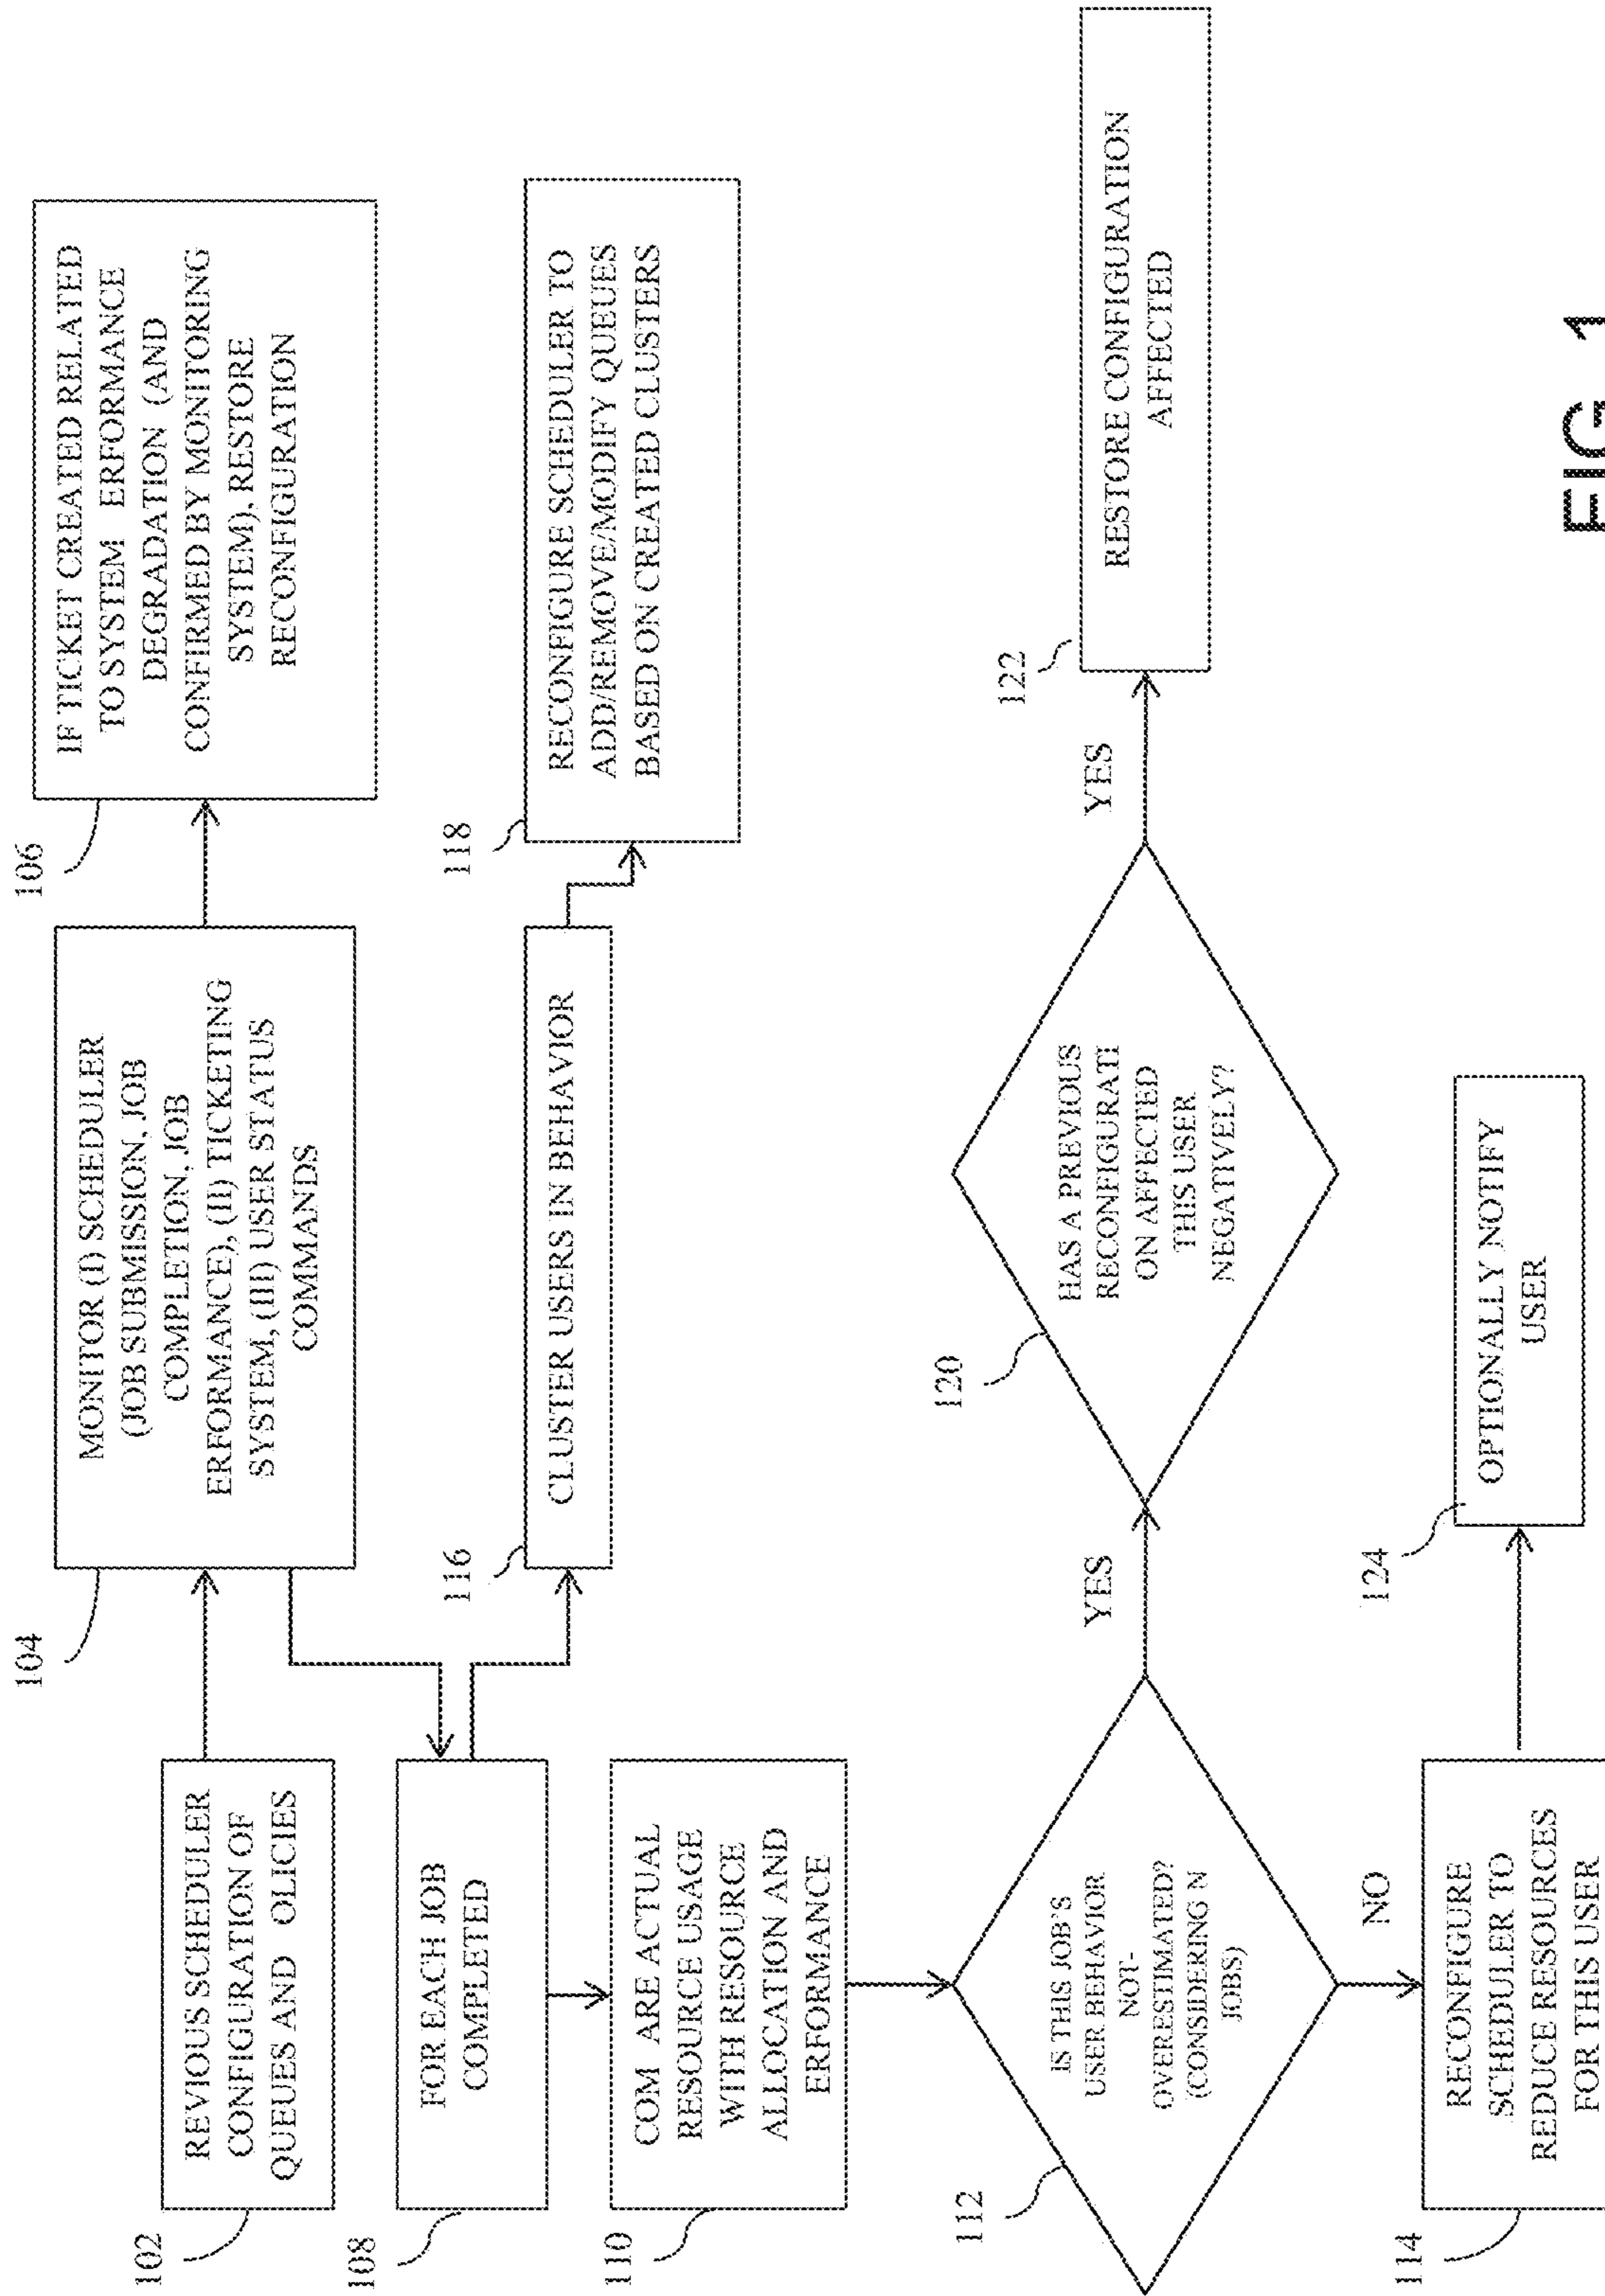 102
REVIOUS SCHEDULER
CONFIGURATION OF
QUEUES AND OLICIES
104
MONITOR (I) SCHEDULER
(JOB SUBMISSION, JOB
COMPLETION, JOB
ERFORMANCE), (II) TICKETING
SYSTEM, (III) USER STATUS
COMMANDS
106
IF TICKET CREATED RELATED
TO SYSTEM ERFORMANCE
DEGRADATION (AND
CONFIRMED BY MONITORING
SYSTEM), RESTORE
RECONFIGURATION
108
FOR EACH JOB
COMPLETED
116
CLUSTER USERS IN BEHAVIOR
118
RECONFIGURE SCHEDULER TO
ADD/REMOVE/MODIFY QUEUES
BASED ON CREATED CLUSTERS
110
COM ARE ACTUAL
RESOURCE USAGE
WITH RESOURCE
ALLOCATION AND
ERFORMANCE
112
IS THIS JOB'S
USER BEHAVIOR
NOT-
OVERESTIMATED?
(CONSIDERING N
JOBS)
YES
120
HAS A PREVIOUS
RECONFIGURATI
ON AFFECTED
THIS USER
NEGATIVELY?
YES
122
RESTORE CONFIGURATION
AFFECTED
NO
114
RECONFIGURE
SCHEDULER TO
REDUCE RESOURCES
FOR THIS USER
124
OPTIONALLY NOTIFY
USER
FIG. 1